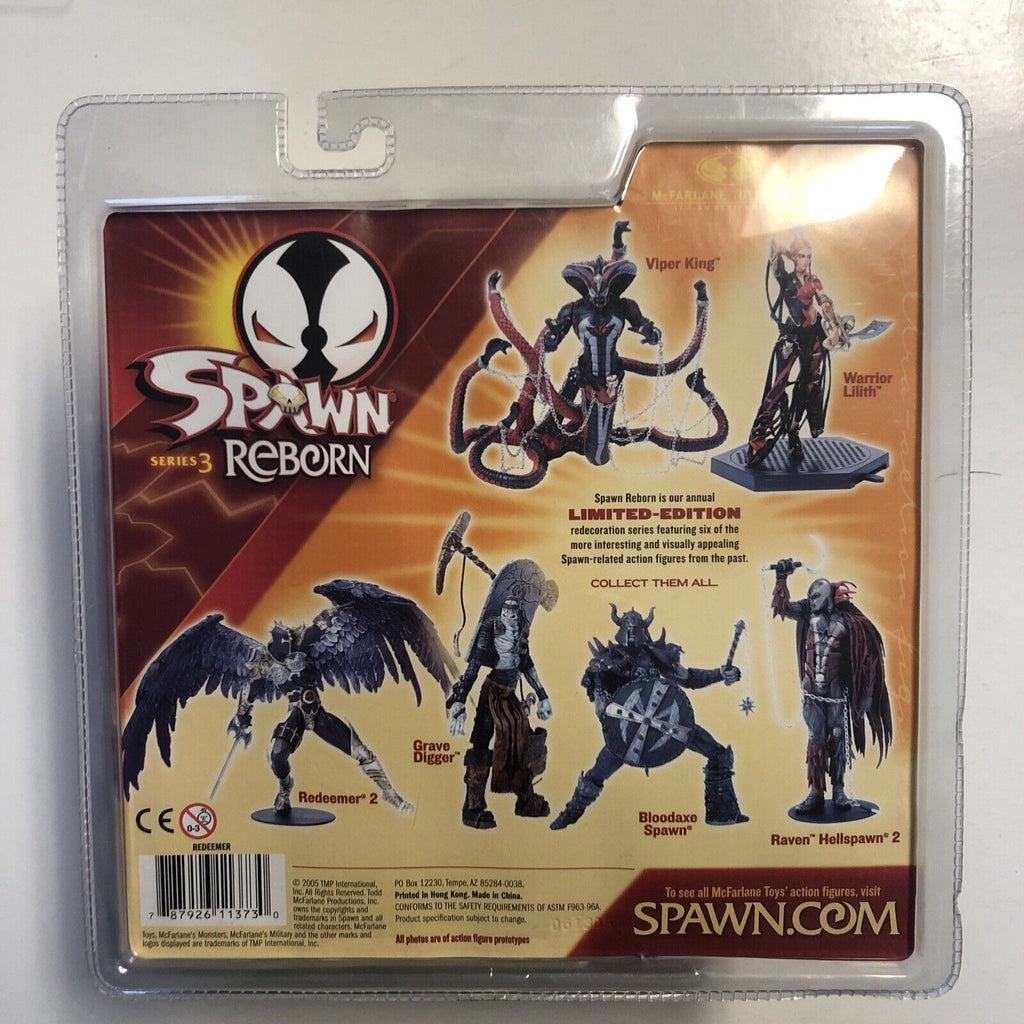 McFARLANE
Viper King™
Warrior
Lilith™
SPAWN
SERIES 3 REBORN
Spawn Reborn is our annual
LIMITED-EDITION
redecoration series featuring six of the
more interesting and visually appealing
Spawn-related action figures from the past.
COLLECT THEM ALL.
Grave
Digger™
Redeemer® 2
Bloodaxe
Spawn®
Raven™ Hellspawn® 2
CE 0-3
REDEEMER
7 87926 11373 0
© 2005 TMP International,
Inc. All Rights Reserved. Todd
McFarlane Productions, Inc.
owns the copyrights and
trademarks in Spawn and all
related characters. McFarlane
Toys, McFarlane's Monsters, McFarlane's Military and the other marks and
logos displayed are trademarks of TMP International, Inc.
PO Box 12230, Tempe, AZ 85284-0038.
Printed in Hong Kong. Made in China.
CONFORMS TO THE SAFETY REQUIREMENTS OF ASTM F963-96A.
Product specification subject to change.
All photos are of action figure prototypes
To see all McFarlane Toys' action figures, visit
SPAWN.COM